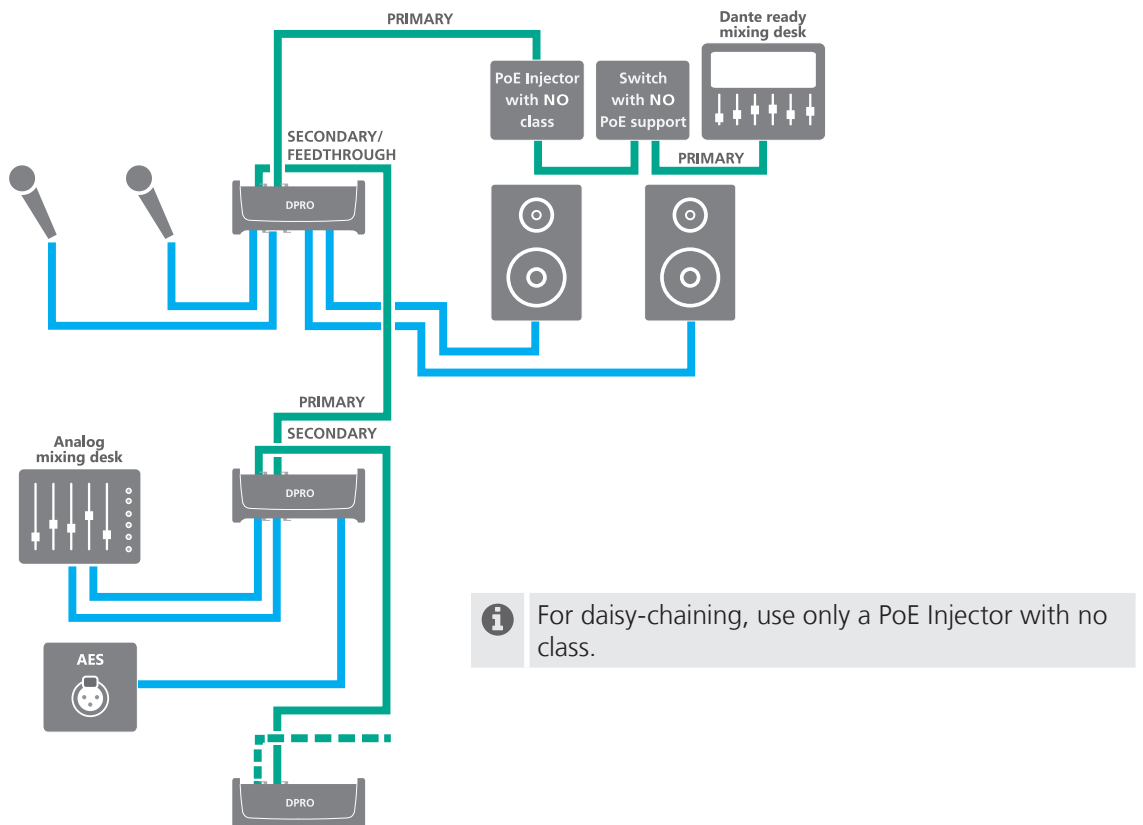 PRIMARY
Dante ready
mixing desk
PoE Injector
with NO
class
Switch
with NO
PoE support
SECONDARY/
FEEDTHROUGH
PRIMARY
DPRO
PRIMARY
SECONDARY
Analog
mixing desk
DPRO
i For daisy-chaining, use only a PoE Injector with no
class.
AES
DPRO